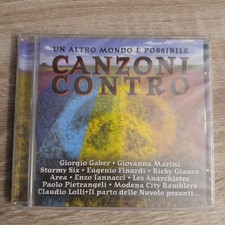 UN ALTRO MONDO E POSSIBILE
CANZONI
CONTRO
Giorgio Gaber • Giovanna Marini
Stormy Six • Eugenio Finardi • Ricky Gianco
Area • Enzo Iannacci • Les Anarchistes
Paolo Pietrangeli • Modena City Ramblers
Claudio Lolli • Il parto delle Nuvole pesanti...